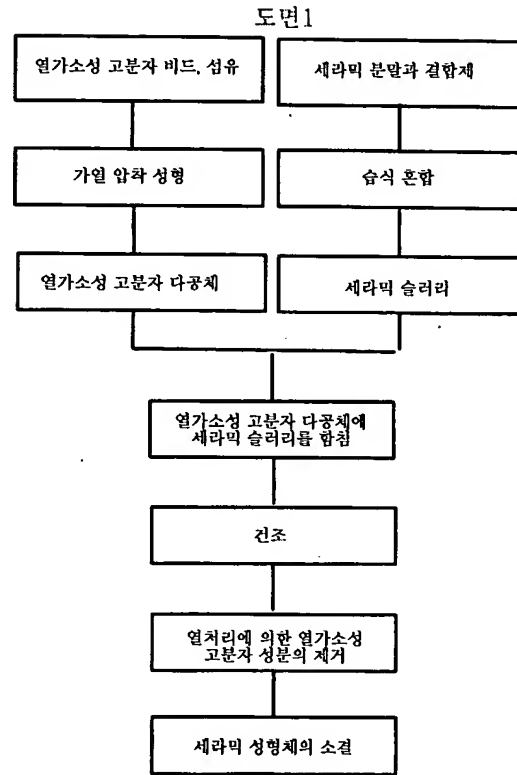 도면1
열가소성 고분자 비드, 섬유
세라믹 분말과 결합제
가열 압착 성형
습식 혼합
열가소성 고분자 다공체
세라믹 슬러리
열가소성 고분자 다공체에
세라믹 슬러리를 함침
건조
열처리에 의한 열가소성
고분자 성분의 제거
세라믹 성형체의 소결